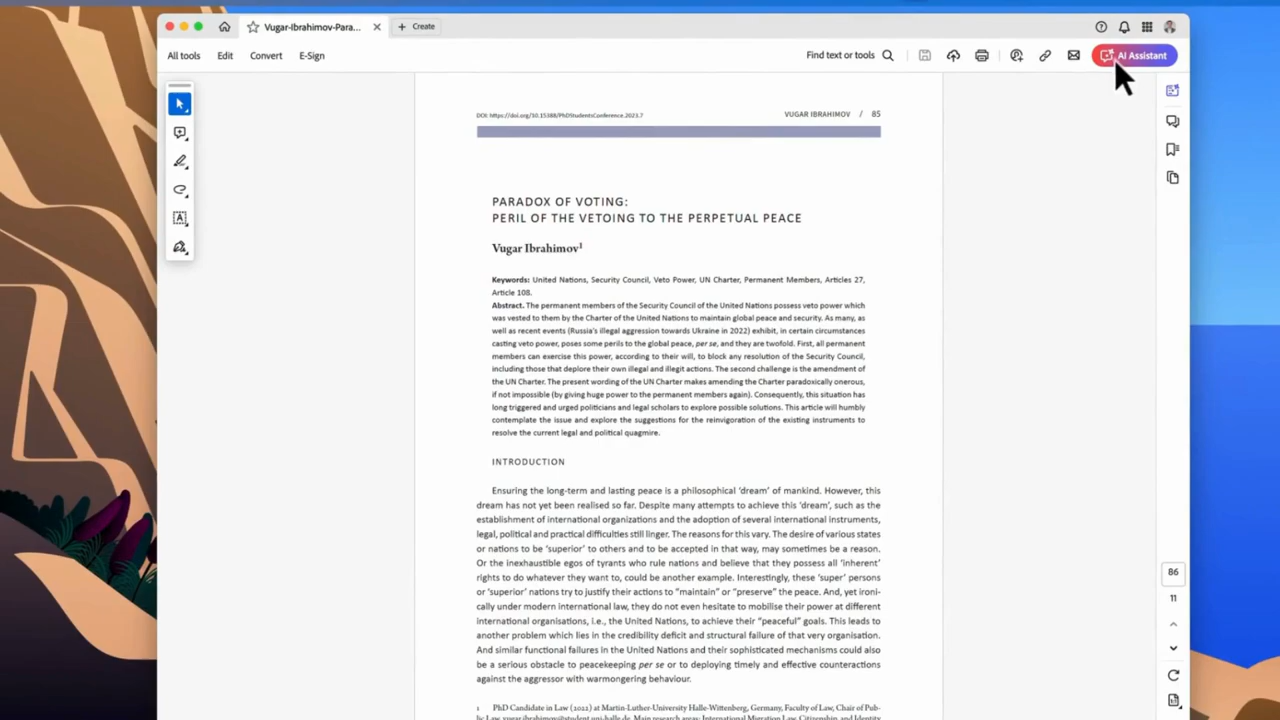 Vugar-Ibrahimov-Para...
Create
All tools
Edit
Convert
E-Sign
Find text or tools
AI Assistant
DOI: https://doi.org/10.15388/PhDStudentsConference.2023.7
VUGAR IBRAHIMOV / 85
PARADOX OF VOTING:
PERIL OF THE VETOING TO THE PERPETUAL PEACE
Vugar Ibrahimov¹
Keywords: United Nations, Security Council, Veto Power, UN Charter, Permanent Members, Articles 27,
Article 108.
Abstract. The permanent members of the Security Council of the United Nations possess veto power which
was vested to them by the Charter of the United Nations to maintain global peace and security. As many, as
well as recent events (Russia's illegal aggression towards Ukraine in 2022) exhibit, in certain circumstances
casting veto power, poses some perils to the global peace, per se, and they are twofold. First, all permanent
members can exercise this power, according to their will, to block any resolution of the Security Council,
including those that deplore their own illegal and illegit actions. The second challenge is the amendment of
the UN Charter. The present wording of the UN Charter makes amending the Charter paradoxically onerous,
if not impossible (by giving huge power to the permanent members again). Consequently, this situation has
long triggered and urged politicians and legal scholars to explore possible solutions. This article will humbly
contemplate the issue and explore the suggestions for the reinvigoration of the existing instruments to
resolve the current legal and political quagmire.
INTRODUCTION
Ensuring the long-term and lasting peace is a philosophical 'dream' of mankind. However, this
dream has not yet been realised so far. Despite many attempts to achieve this 'dream', such as the
establishment of international organizations and the adoption of several international instruments,
legal, political and practical difficulties still linger. The reasons for this vary. The desire of various states
or nations to be 'superior' to others and to be accepted in that way, may sometimes be a reason.
Or the inexhaustible egos of tyrants who rule nations and believe that they possess all 'inherent'
rights to do whatever they want to, could be another example. Interestingly, these 'super' persons
or 'superior' nations try to justify their actions to "maintain" or "preserve" the peace. And, yet ironi-
cally under modern international law, they do not even hesitate to mobilise their power at different
international organisations, i.e., the United Nations, to achieve their "peaceful" goals. This leads to
another problem which lies in the credibility deficit and structural failure of that very organisation.
And similar functional failures in the United Nations and their sophisticated mechanisms could also
be a serious obstacle to peacekeeping per se or to deploying timely and effective counteractions
against the aggressor with warmongering behaviour.
1 PhD Candidate in Law (2022) at Martin-Luther-University Halle-Wittenberg, Germany, Faculty of Law, Chair of Pub-
lic Law, vugar.ibrahimov@student.uni-halle.de. Main research areas: International Migration Law, Citizenship, and Identity
86
11